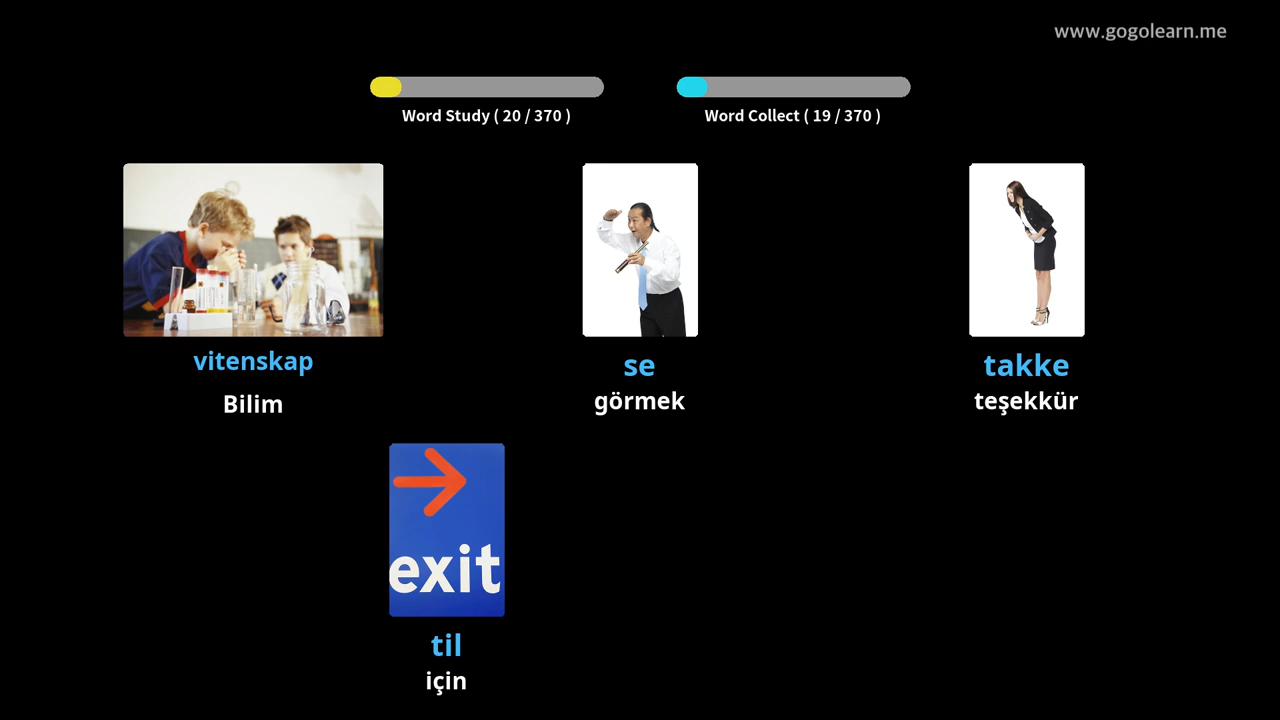 www.gogolearn.me
Word Study ( 20 / 370 )
Word Collect ( 19 / 370 )
vitenskap
Bilim
se
görmek
takke
teşekkür
exit
til
için